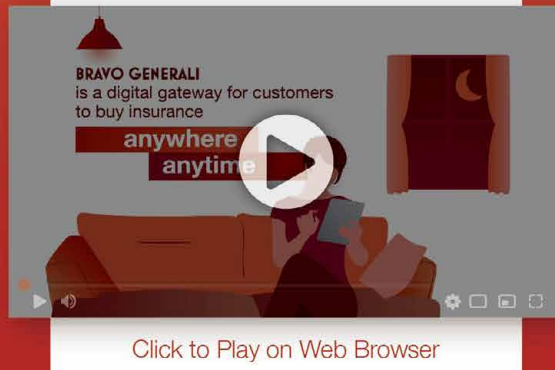 BRAVO GENERALI
is a digital gateway for customers
to buy insurance
anywhere
anytime
Click to Play on Web Browser